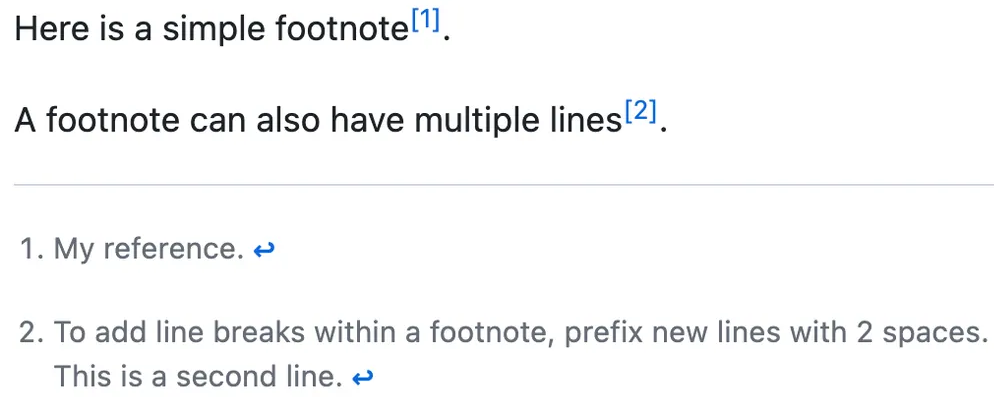 Here is a simple footnote[1].
A footnote can also have multiple lines[2].
1. My reference. ↩
2. To add line breaks within a footnote, prefix new lines with 2 spaces.
This is a second line. ↩